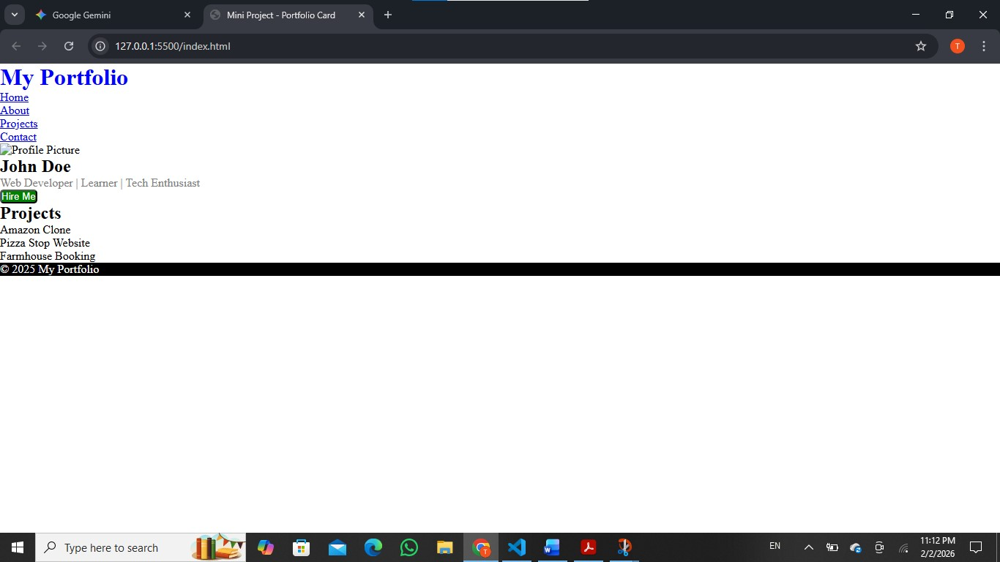 Google Gemini
Mini Project - Portfolio Card
127.0.0.1:5500/index.html
T
My Portfolio
Home
About
Projects
Contact
Profile Picture
John Doe
Web Developer | Learner | Tech Enthusiast
Hire Me
Projects
Amazon Clone
Pizza Stop Website
Farmhouse Booking
© 2025 My Portfolio
Type here to search
EN
11:12 PM
2/2/2026